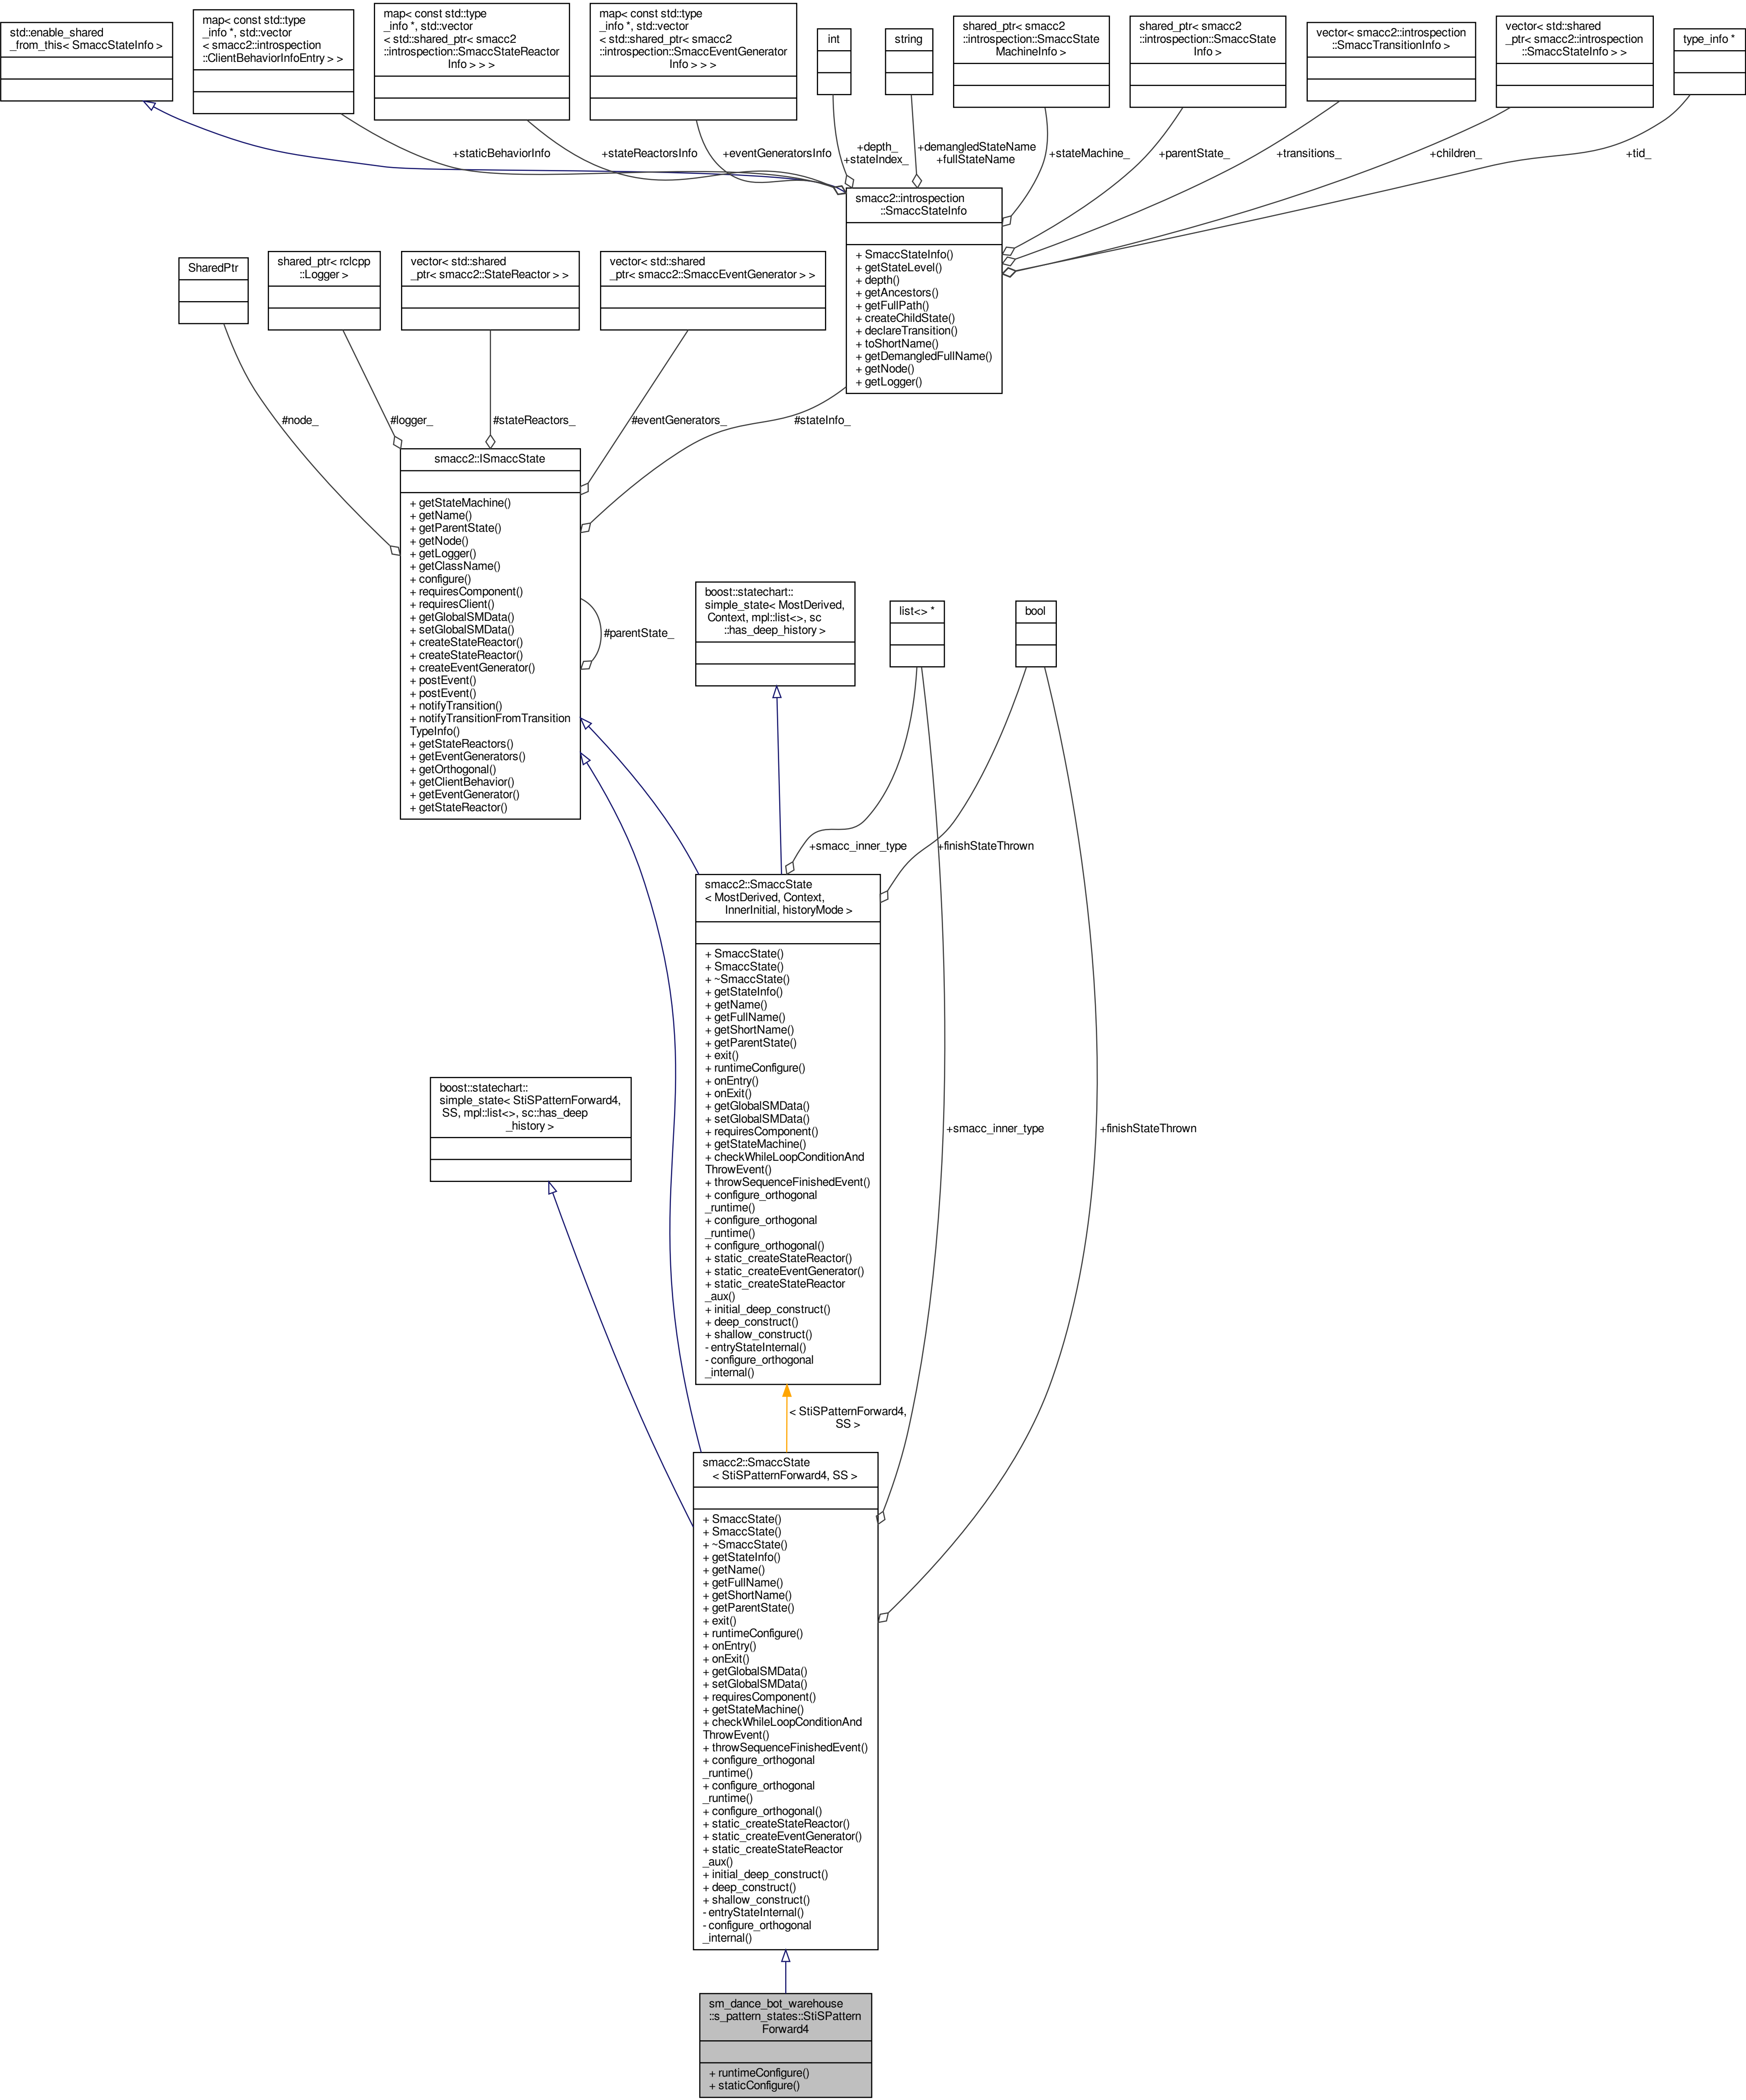 std::enable_shared
_from_this< SmaccStateInfo >
map< const std::type
_info *, std::vector
< smacc2::introspection
::ClientBehaviorInfoEntry > >
map< const std::type
_info *, std::vector
< std::shared_ptr< smacc2
::introspection::SmaccStateReactor
Info > > >
map< const std::type
_info *, std::vector
< std::shared_ptr< smacc2
::introspection::SmaccEventGenerator
Info > > >
int
string
shared_ptr< smacc2
::introspection::SmaccState
MachineInfo >
shared_ptr< smacc2
::introspection::SmaccState
Info >
vector< smacc2::introspection
::SmaccTransitionInfo >
vector< std::shared
_ptr< smacc2::introspection
::SmaccStateInfo > >
type_info *
+staticBehaviorInfo
+stateReactorsInfo
+eventGeneratorsInfo
+depth_
+stateIndex_
+demangledStateName
+fullStateName
+stateMachine_
+parentState_
+transitions_
+children_
+tid_
smacc2::introspection
::SmaccStateInfo
+ SmaccStateInfo()
+ getStateLevel()
+ depth()
+ getAncestors()
+ getFullPath()
+ createChildState()
+ declareTransition()
+ toShortName()
+ getDemangledFullName()
+ getNode()
+ getLogger()
SharedPtr
shared_ptr< rclcpp
::Logger >
vector< std::shared
_ptr< smacc2::StateReactor > >
vector< std::shared
_ptr< smacc2::SmaccEventGenerator > >
#node_
#logger_
#stateReactors_
#eventGenerators_
#stateInfo_
smacc2::ISmaccState
+ getStateMachine()
+ getName()
+ getParentState()
+ getNode()
+ getLogger()
+ getClassName()
+ configure()
+ requiresComponent()
+ requiresClient()
+ getGlobalSMData()
+ setGlobalSMData()
+ createStateReactor()
+ createStateReactor()
+ createEventGenerator()
+ postEvent()
+ postEvent()
+ notifyTransition()
+ notifyTransitionFromTransition
TypeInfo()
+ getStateReactors()
+ getEventGenerators()
+ getOrthogonal()
+ getClientBehavior()
+ getEventGenerator()
+ getStateReactor()
#parentState_
boost::statechart::
simple_state< MostDerived,
Context, mpl::list<>, sc
::has_deep_history >
list<> *
bool
+smacc_inner_type
+finishStateThrown
smacc2::SmaccState
< MostDerived, Context,
InnerInitial, historyMode >
+ SmaccState()
+ SmaccState()
+ ~SmaccState()
+ getStateInfo()
+ getName()
+ getFullName()
+ getShortName()
+ getParentState()
+ exit()
+ runtimeConfigure()
+ onEntry()
+ onExit()
+ getGlobalSMData()
+ setGlobalSMData()
+ requiresComponent()
+ getStateMachine()
+ checkWhileLoopConditionAnd
ThrowEvent()
+ throwSequenceFinishedEvent()
+ configure_orthogonal
_runtime()
+ configure_orthogonal
_runtime()
+ configure_orthogonal()
+ static_createStateReactor()
+ static_createEventGenerator()
+ static_createStateReactor
_aux()
+ initial_deep_construct()
+ deep_construct()
+ shallow_construct()
- entryStateInternal()
- configure_orthogonal
_internal()
boost::statechart::
simple_state< StiSPatternForward4,
SS, mpl::list<>, sc::has_deep
_history >
+smacc_inner_type
+finishStateThrown
< StiSPatternForward4,
SS >
smacc2::SmaccState
< StiSPatternForward4, SS >
+ SmaccState()
+ SmaccState()
+ ~SmaccState()
+ getStateInfo()
+ getName()
+ getFullName()
+ getShortName()
+ getParentState()
+ exit()
+ runtimeConfigure()
+ onEntry()
+ onExit()
+ getGlobalSMData()
+ setGlobalSMData()
+ requiresComponent()
+ getStateMachine()
+ checkWhileLoopConditionAnd
ThrowEvent()
+ throwSequenceFinishedEvent()
+ configure_orthogonal
_runtime()
+ configure_orthogonal
_runtime()
+ configure_orthogonal()
+ static_createStateReactor()
+ static_createEventGenerator()
+ static_createStateReactor
_aux()
+ initial_deep_construct()
+ deep_construct()
+ shallow_construct()
- entryStateInternal()
- configure_orthogonal
_internal()
sm_dance_bot_warehouse
::s_pattern_states::StiSPattern
Forward4
+ runtimeConfigure()
+ staticConfigure()